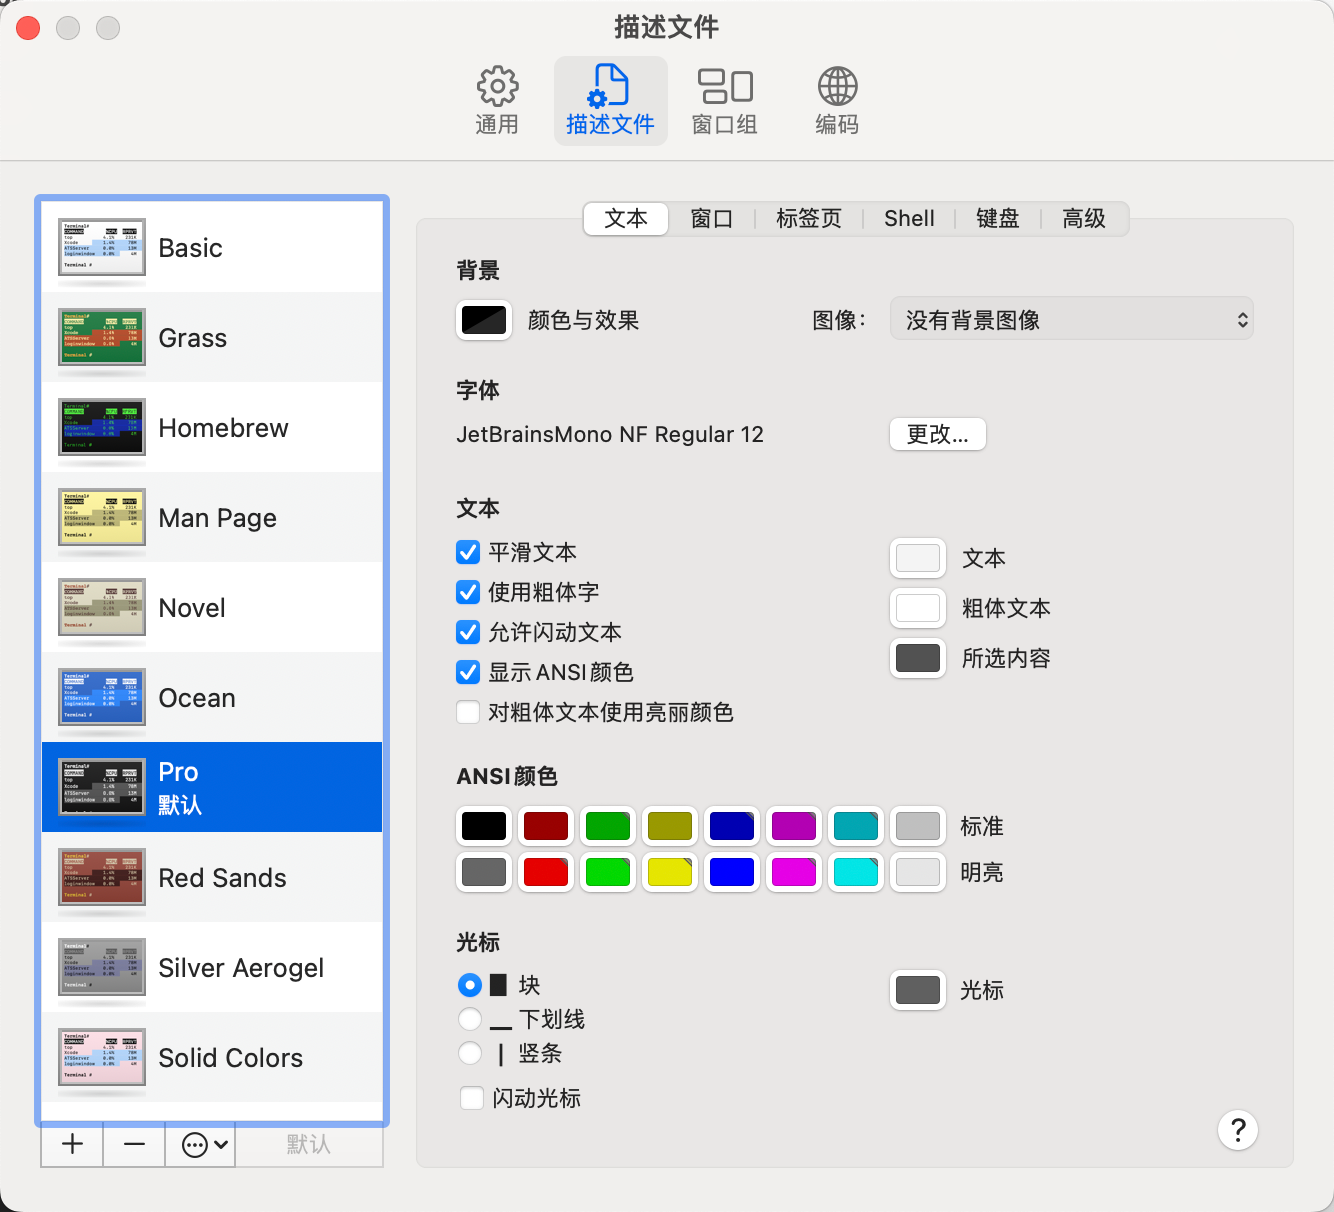 描述文件
通用
描述文件
窗口组
编码
Basic
Grass
Homebrew
Man Page
Novel
Ocean
Pro
默认
Red Sands
Silver Aerogel
Solid Colors
默认
文本
窗口
标签页
Shell
键盘
高级
背景
颜色与效果
图像：
没有背景图像
字体
JetBrainsMono NF Regular 12
更改...
文本
平滑文本
使用粗体字
允许闪动文本
显示 ANSI 颜色
对粗体文本使用亮丽颜色
文本
粗体文本
所选内容
ANSI 颜色
标准
明亮
光标
块
下划线
竖条
闪动光标
光标
?